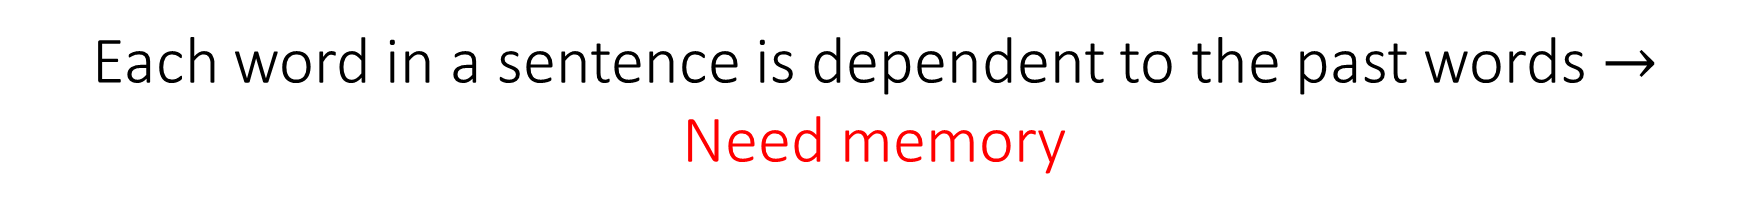 Each word in a sentence is dependent to the past words →
Need memory